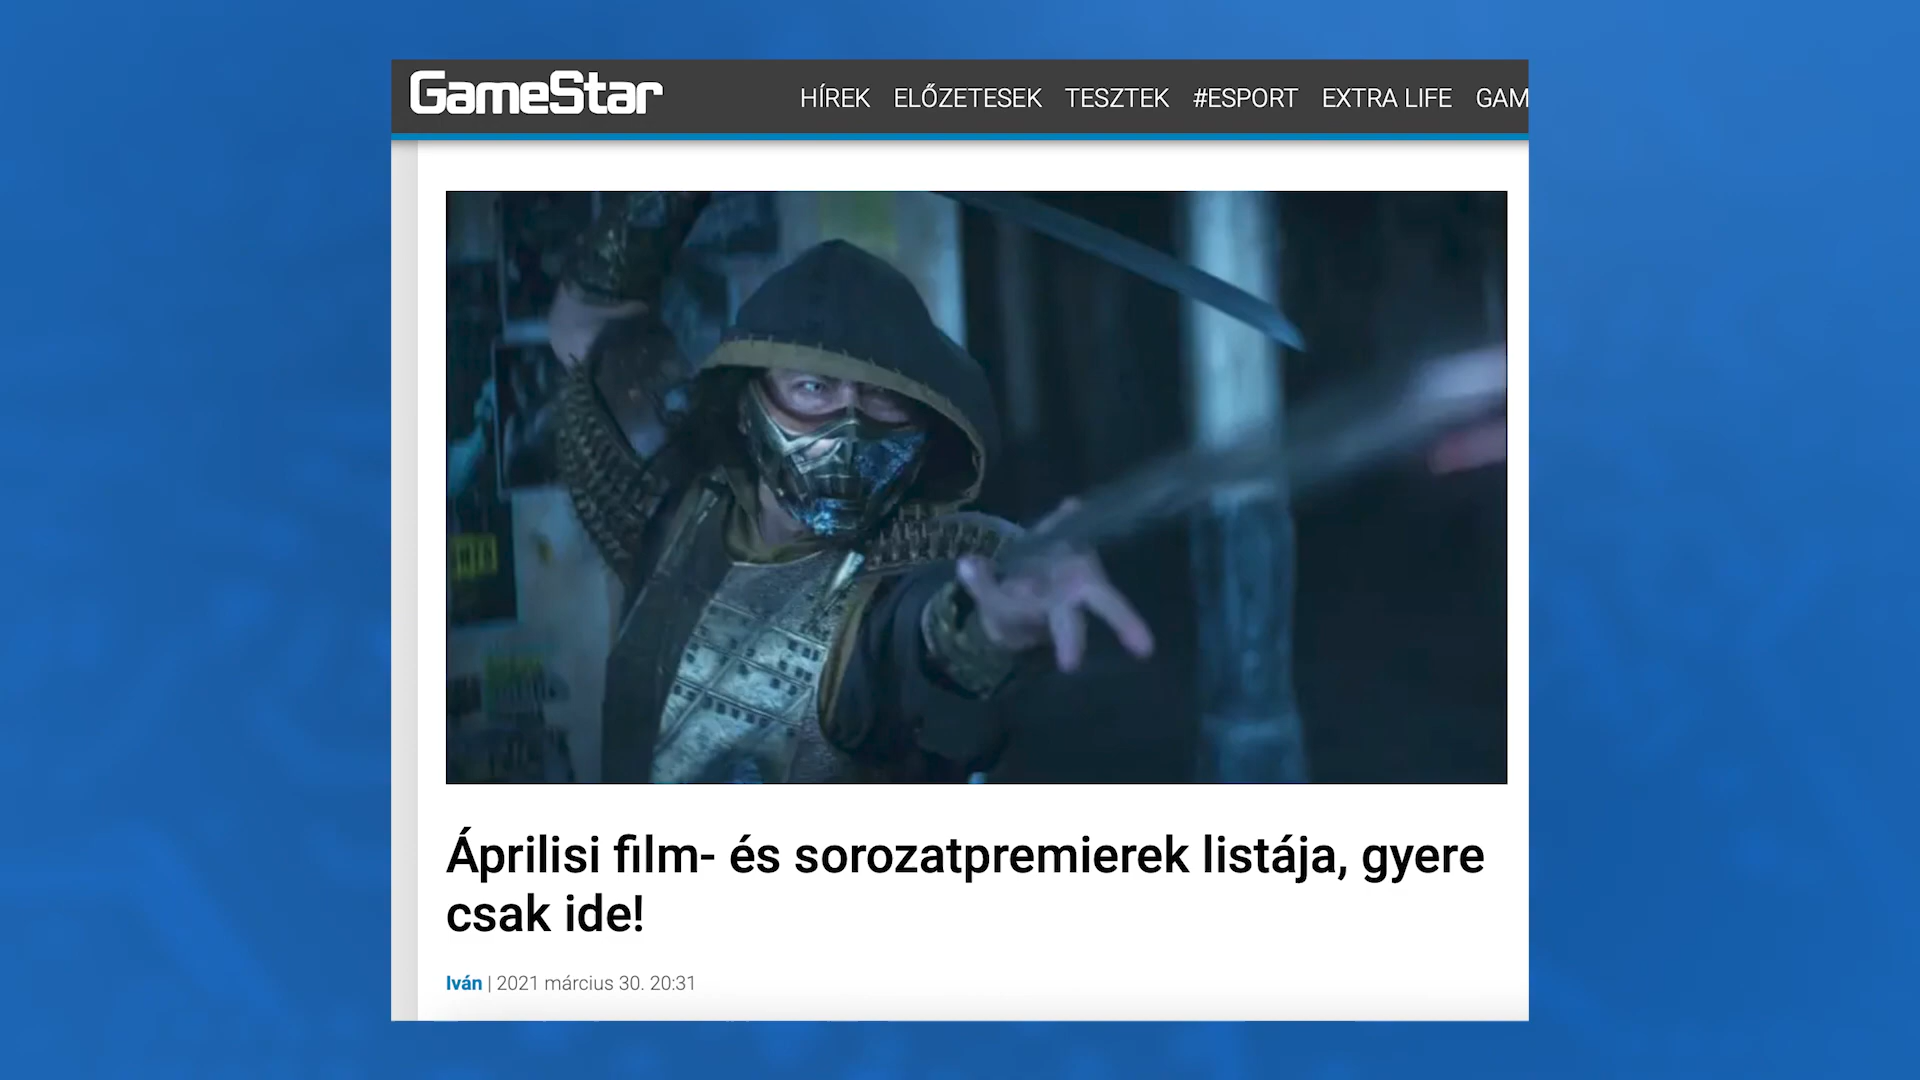 GameStar
HÍREK ELŐZETESEK TESZTEK #ESPORT EXTRA LIFE GAM
Áprilisi film- és sorozatpremierek listája, gyere
csak ide!
Iván | 2021 március 30. 20:31